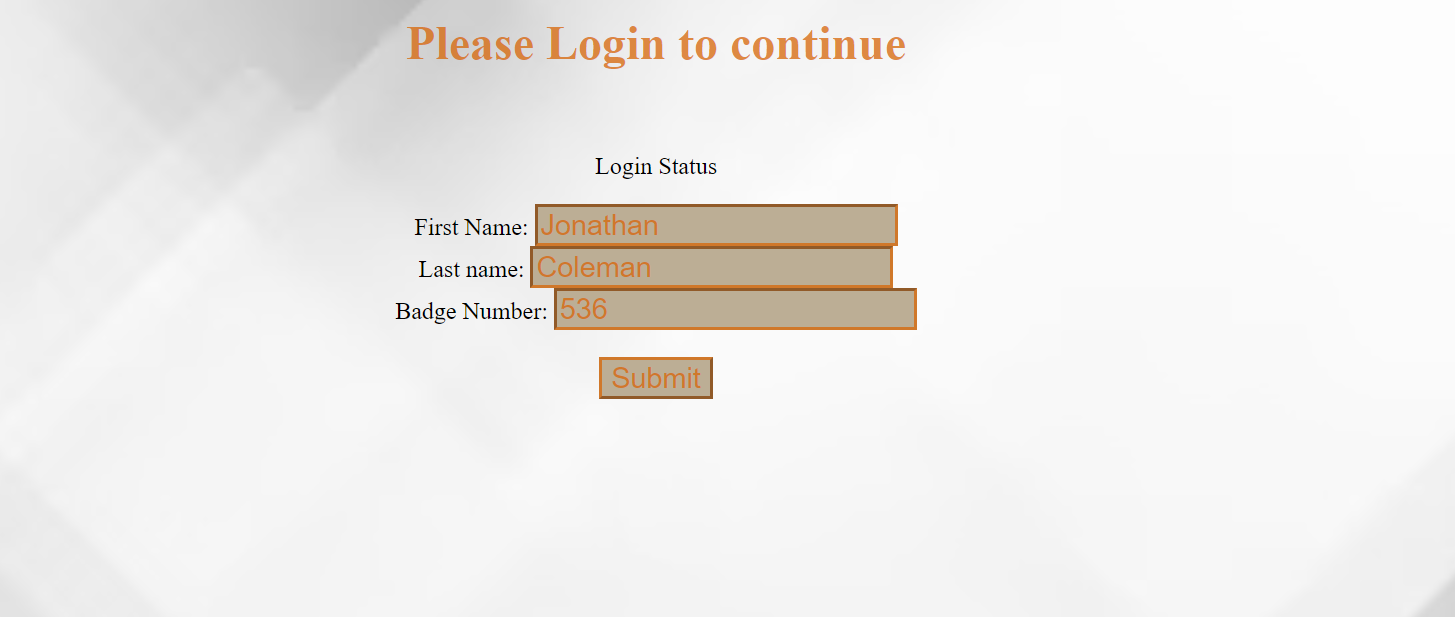 Please Login to continue
Login Status
First Name: Jonathan
Last name: Coleman
Badge Number: 536
Submit